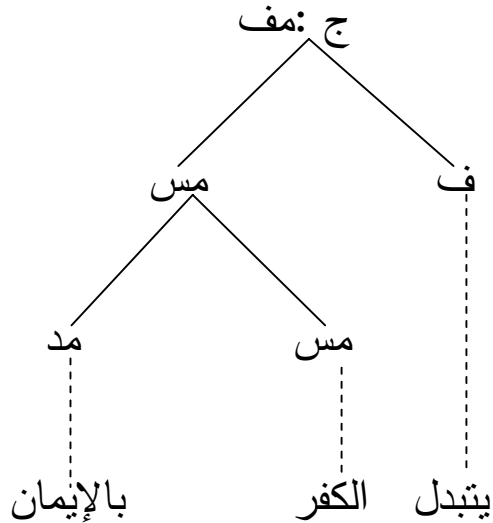 ج :مف
ف مس
مس مد
يتبدل الكفر بالإيمان